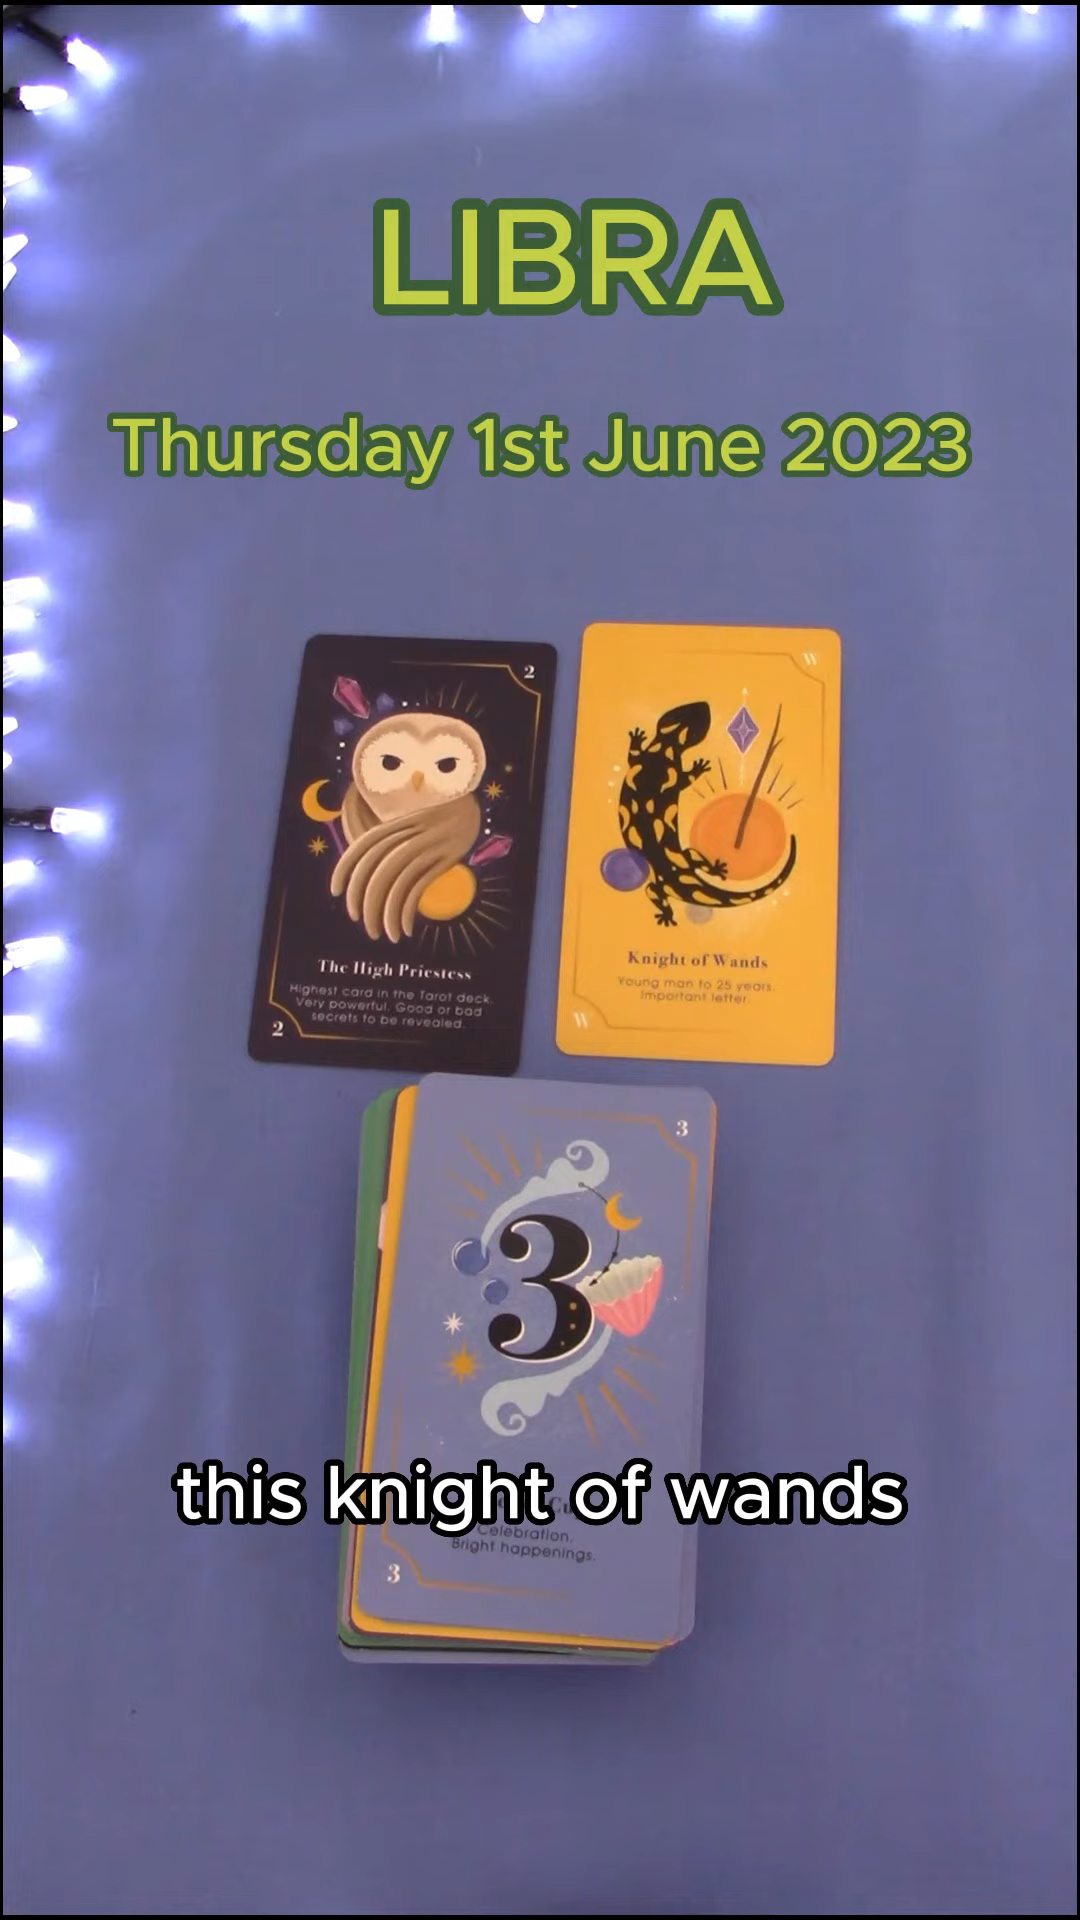 LIBRA
Thursday 1st June 2023
2
The High Priestess
Highest card in the Tarot deck.
Very powerful. Good or bad
secrets to be revealed.
2
W
Knight of Wands
Young man to 25 years.
Important letter.
W
3
3
this knight of wands
Celebration.
Bright happenings.
3